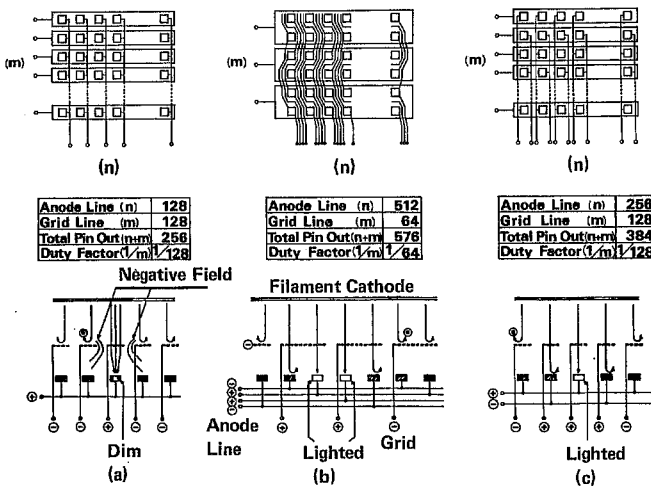 (m)
(n)
(m)
(n)
(m)
(n)
Anode Line (n) 128
Grid Line (m) 128
Total Pin Out(n+m) 256
Duty Factor(1/m) 1/128
Anode Line (n) 512
Grid Line (m) 64
Total Pin Out(n+m) 576
Duty Factor(1/m) 1/64
Anode Line (n) 256
Grid Line (m) 128
Total Pin Out(n+m) 384
Duty Factor(1/m) 1/128
Negative Field
Filament Cathode
Dim
(a)
Anode
Line
Lighted
Grid
(b)
Lighted
(c)